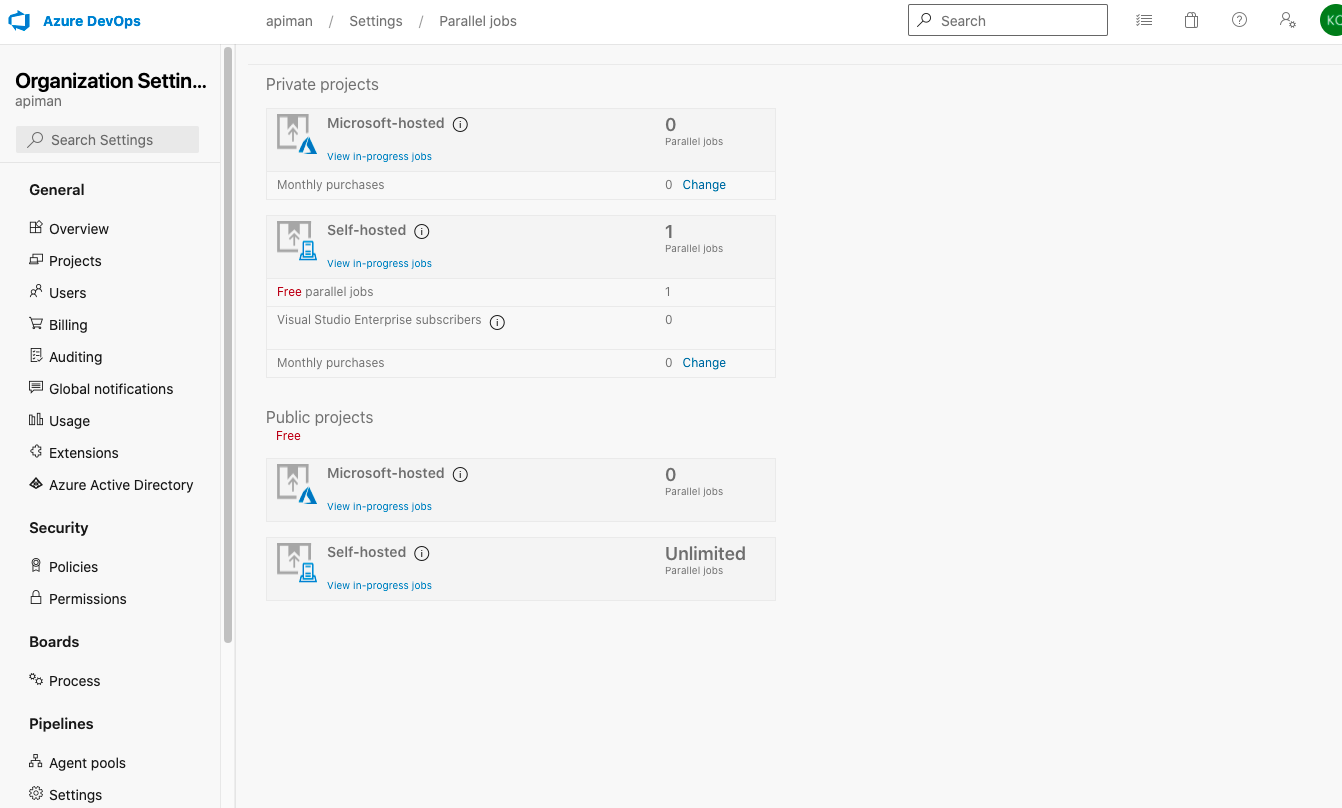 Azure DevOps
apiman / Settings / Parallel jobs
Search
KC
Organization Settin...
apiman
Search Settings
General
Overview
Projects
Users
Billing
Auditing
Global notifications
Usage
Extensions
Azure Active Directory
Security
Policies
Permissions
Boards
Process
Pipelines
Agent pools
Settings
Private projects
Microsoft-hosted
0
Parallel jobs
View in-progress jobs
Monthly purchases 0 Change
Self-hosted
1
Parallel jobs
View in-progress jobs
Free parallel jobs 1
Visual Studio Enterprise subscribers 0
Monthly purchases 0 Change
Public projects
Free
Microsoft-hosted
0
Parallel jobs
View in-progress jobs
Self-hosted
Unlimited
Parallel jobs
View in-progress jobs